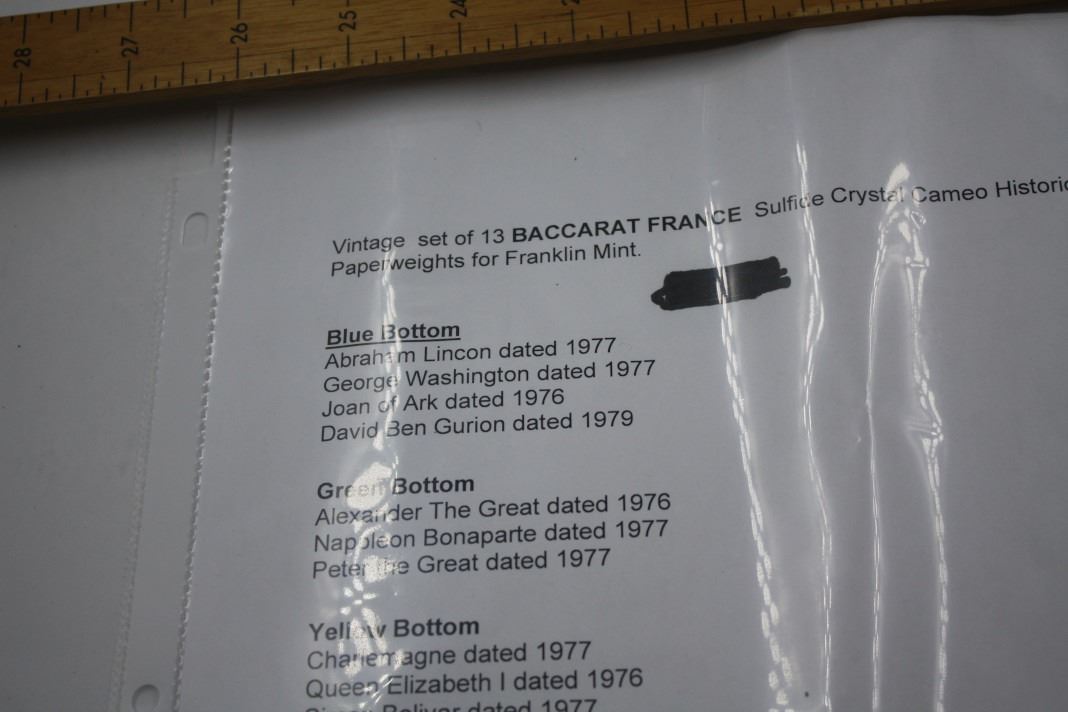 28 27 26 25 24
Vintage set of 13 BACCARAT FRANCE Sulfide Crystal Cameo
Paperweights for Franklin Mint.
Blue Bottom
Abraham Lincon dated 1977
George Washington dated 1977
Joan of Ark dated 1976
David Ben Gurion dated 1979
Green Bottom
Alexander The Great dated 1976
Napoleon Bonaparte dated 1977
Peter the Great dated 1977
Yellow Bottom
Charlemagne dated 1977
Queen Elizabeth I dated 1976
Bolivar dated 1977